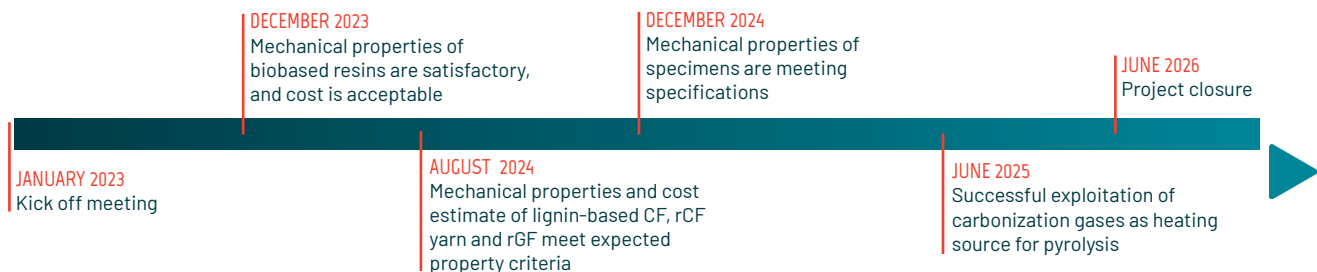 JANUARY 2023
Kick off meeting
DECEMBER 2023
Mechanical properties of
biobased resins are satisfactory,
and cost is acceptable
AUGUST 2024
Mechanical properties and cost
estimate of lignin-based CF, rCF
yarn and rGF meet expected
property criteria
DECEMBER 2024
Mechanical properties of
specimens are meeting
specifications
JUNE 2025
Successful exploitation of
carbonization gases as heating
source for pyrolysis
JUNE 2026
Project closure